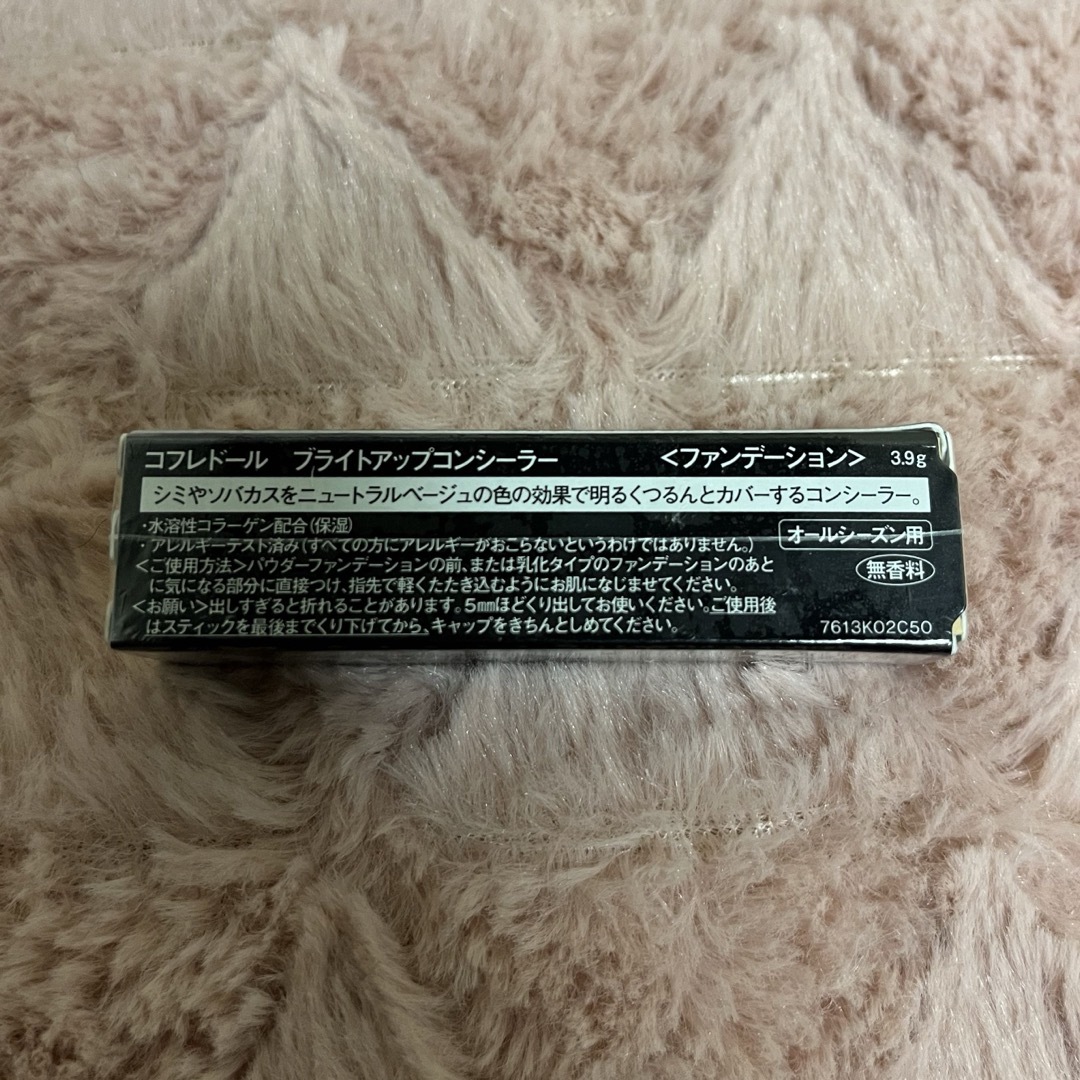 コフレドール　ブライトアップコンシーラー　＜ファンデーション＞　3.9g
シミやソバカスをニュートラルベージュの色の効果で明るくつるんとカバーするコンシーラー。
・水溶性コラーゲン配合（保湿）
・アレルギーテスト済み（すべての方にアレルギーがおこらないというわけではありません。）
オールシーズン用
＜ご使用方法＞パウダーファンデーションの前、または乳化タイプのファンデーションのあと
に気になる部分に直接つけ、指先で軽くたたき込むようにお肌になじませてください。
無香料
＜お願い＞出しすぎると折れることがあります。5㎜ほどくり出してお使いください。ご使用後
はスティックを最後までくり下げてから、キャップをきちんとしめてください。
7613K02C50